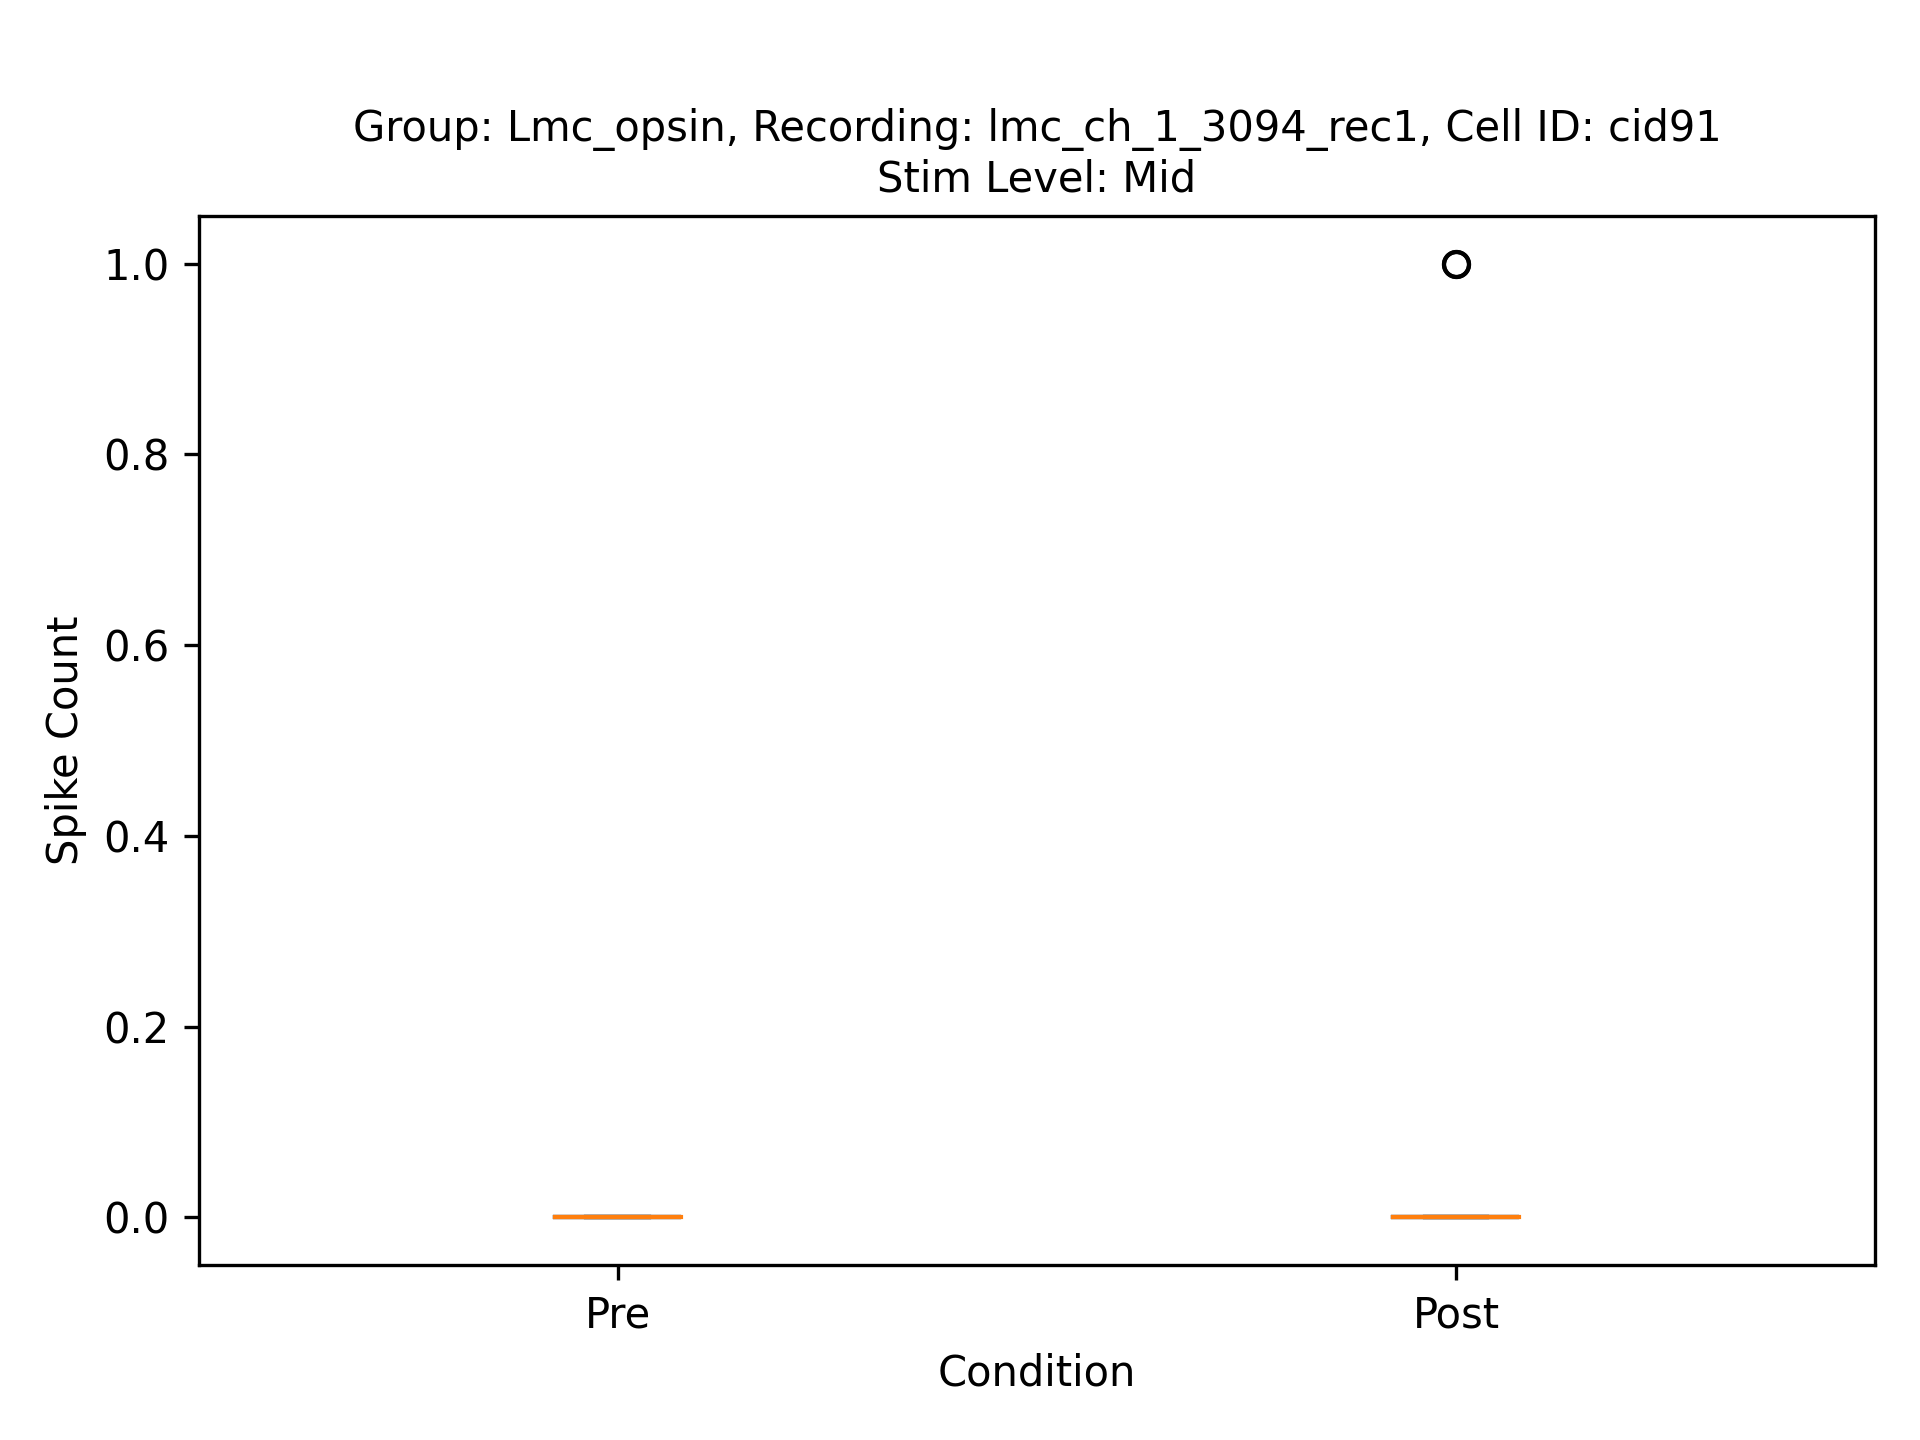 Group: Lmc_opsin, Recording: lmc_ch_1_3094_rec1, Cell ID: cid91
Stim Level: Mid
1.0
0.8
0.6
0.4
0.2
0.0
Spike Count
Pre
Post
Condition